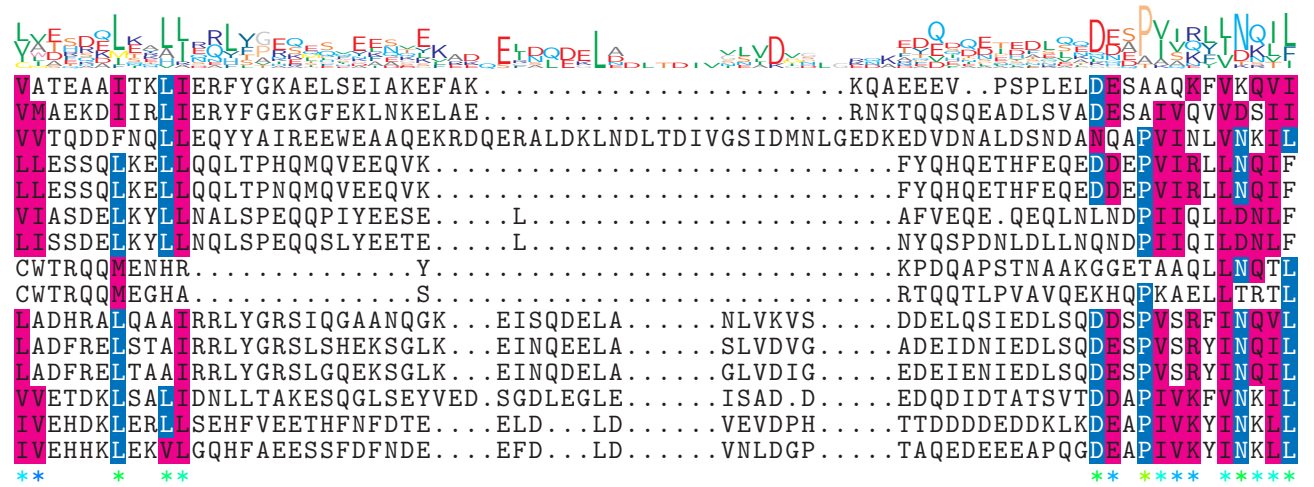 VATEAAITKLIERFYGKAELSEIAKEFAK.......................KQAEEEV..PSPLELDESAAQKFVKQVI
VMAEKDIIRLIERYFGEKGFEKLNKELAE.......................RNKTQQSQEADLSVADESAIVQVVDSII
VVTQDDFNQLLEQYYAIREEWEAAQEKRDQERALDKLNDLTDIVGSIDMNLGEDKEDVDNALDSNDANQAPVINLVNKIL
LLESSQLKELLQQLTPHQMQVEEQVK.............................FYQHQETHFEQEDDEPVIRLLNQIF
LLESSQLKELLQQLTPNQMQVEEQVK.............................FYQHQETHFEQEDDEPVIRLLNQIF
VIASDELKYLLNALSPEQQPIYEESE.....L.......................AFVEQE.QEQLNLNDPIIQLLDNLF
LISSDELKYLLNQLSPEQQSLYEETE.....L.......................NYQSPDNLDLLNQNDPIIQILDNLF
CWTRQQMENHR..............Y.............................KPDQAPSTNAAKGGETAAQLLNQTL
CWTRQQMEGHA..............S.............................RTQQTLPVAVQEKHQPKAELLTRTL
LADHRALQAAIRRLYGRSIQGAANQGK...EISQDELA......NLVKVS.....DDELQSIEDLSQDDSPVSRFINQVL
LADFRELSTAIRRLYGRSLSHEKSGLK...EINQEELA......SLVDVG.....ADEIDNIEDLSQDESPVSRYINQIL
LADFRELTAAIRRLYGRSLGQEKSGLK...EINQDELA......GLVDIG.....EDEIENIEDLSQDESPVSRYINQIL
VVETDKLSALIDNLLTAKESQGLSEYVED.SGDLEGLE......ISAD.D.....EDQDIDTATSVTDDAPIVKFVNKIL
IVEHDKLERLLSEHFVEETHFNFDTE.....ELD..LD......VEVDPH.....TTDDDDEDDKLKDEAPIVKYINKLL
IVEHHKLEKVLGQHFAEESSFDFNDE.....EFD..LD......VNLDGP.....TAQEDEEEAPQGDEAPIVKYINKLL